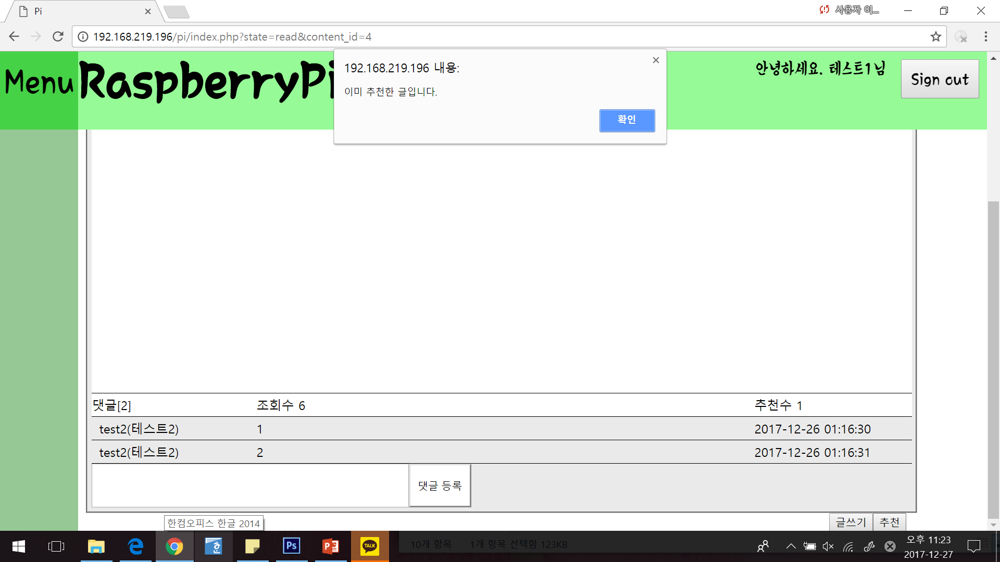 Pi
사용자 이...
192.168.219.196/pi/index.php?state=read&content_id=4
Menu
RaspberryPi
192.168.219.196 내용:
이미 추천한 글입니다.
확인
안녕하세요. 테스트1님
Sign out
댓글[2] 조회수 6 추천수 1
test2(테스트2) 1 2017-12-26 01:16:30
test2(테스트2) 2 2017-12-26 01:16:31
댓글 등록
글쓰기 추천
한컴오피스 한글 2014
한
Ps
P
TALK
10개 항목 1개 항목 선택함 123KB
오후 11:23
2017-12-27